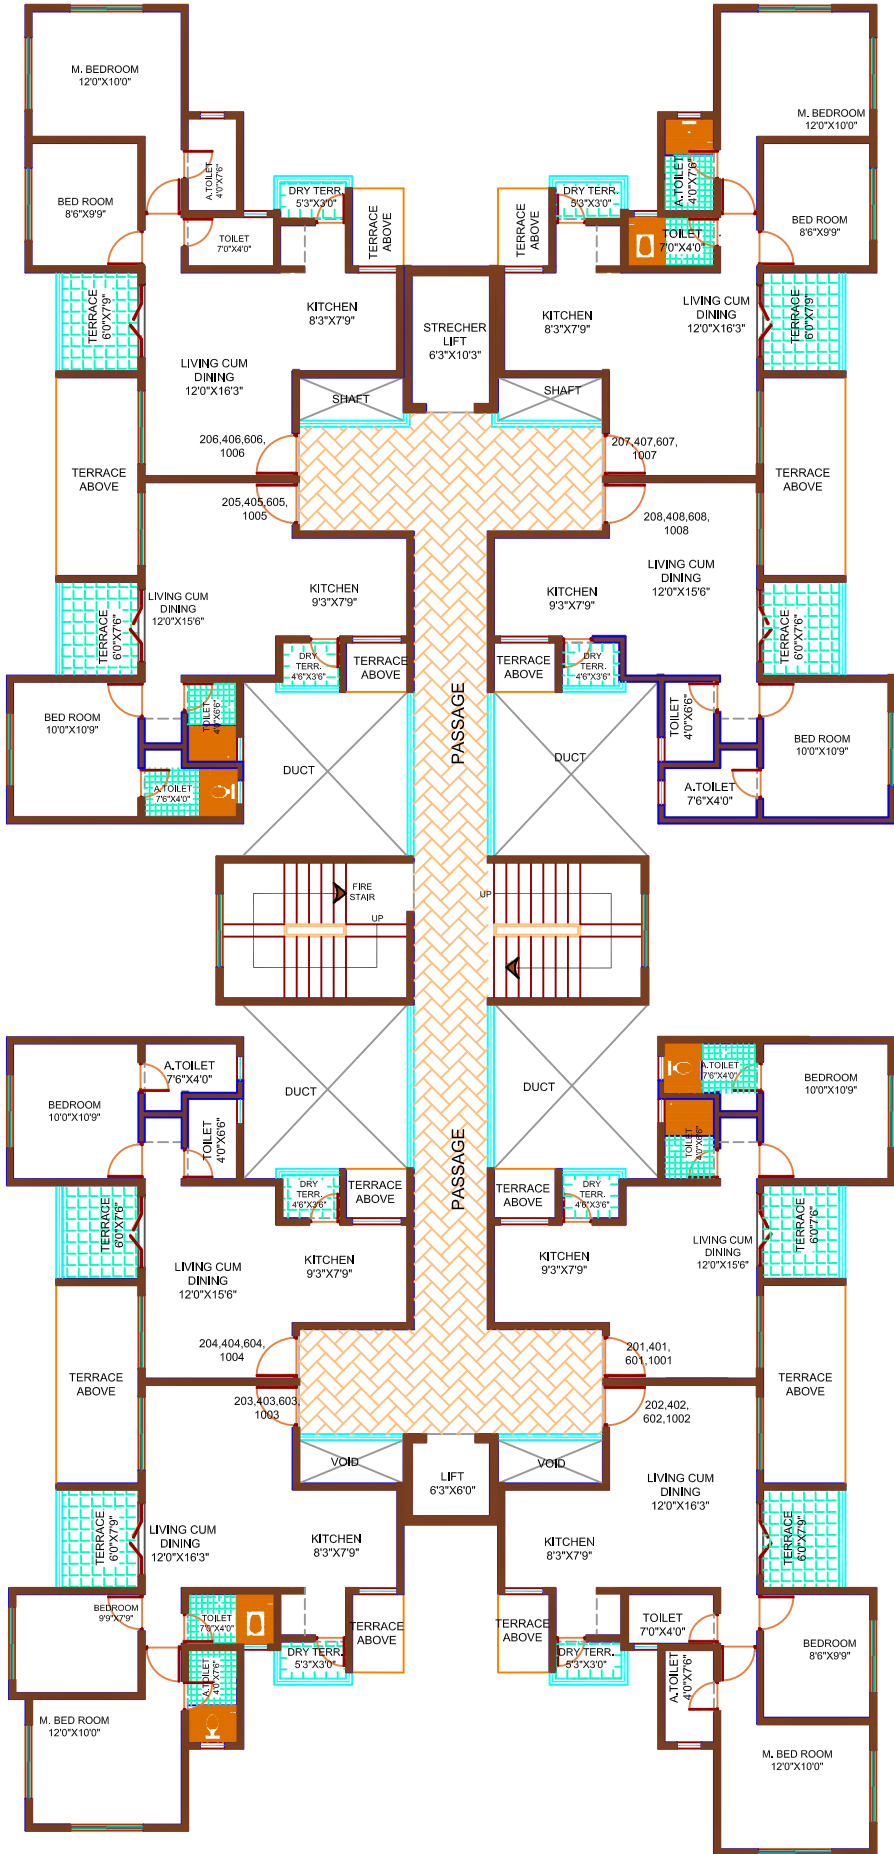 M. BEDROOM
12'0"X10'0"
M. BEDROOM
12'0"X10'0"
A.TOILET
4'0"X7'6"
A.TOILET
4'0"X7'6"
BED ROOM
8'6"X9'9"
DRY TERR.
5'3"X3'0"
TERRACE
ABOVE
TERRACE
ABOVE
DRY TERR.
5'3"X3'0"
BED ROOM
8'6"X9'9"
TOILET
7'0"X4'0"
TOILET
7'0"X4'0"
TERRACE
6'0"X7'9"
KITCHEN
8'3"X7'9"
STRECHER
LIFT
6'3"X10'3"
KITCHEN
8'3"X7'9"
LIVING CUM
DINING
12'0"X16'3"
TERRACE
6'0"X7'9"
LIVING CUM
DINING
12'0"X16'3"
SHAFT
SHAFT
206,406,606,
1006
207,407,607,
1007
TERRACE
ABOVE
TERRACE
ABOVE
205,405,605,
1005
208,408,608,
1008
LIVING CUM
DINING
12'0"X15'6"
KITCHEN
9'3"X7'9"
KITCHEN
9'3"X7'9"
LIVING CUM
DINING
12'0"X15'6"
TERRACE
6'0"X7'6"
TERRACE
6'0"X7'6"
DRY
TERR.
4'6"X3'6"
TERRACE
ABOVE
TERRACE
ABOVE
DRY
TERR.
4'6"X3'6"
BED ROOM
10'0"X10'9"
TOILET
4'0"X6'6"
PASSAGE
TOILET
4'0"X6'6"
BED ROOM
10'0"X10'9"
DUCT
DUCT
A.TOILET
7'6"X4'0"
A.TOILET
7'6"X4'0"
FIRE
STAIR
UP
UP
A.TOILET
7'6"X4'0"
A.TOILET
7'6"X4'0"
BEDROOM
10'0"X10'9"
DUCT
DUCT
BEDROOM
10'0"X10'9"
TOILET
4'0"X6'6"
PASSAGE
TOILET
4'0"X6'6"
DRY
TERR.
4'6"X3'6"
TERRACE
ABOVE
TERRACE
ABOVE
DRY
TERR.
4'6"X3'6"
TERRACE
6'0"X7'6"
TERRACE
6'0"7'6"
LIVING CUM
DINING
12'0"X15'6"
KITCHEN
9'3"X7'9"
KITCHEN
9'3"X7'9"
LIVING CUM
DINING
12'0"X15'6"
204,404,604,
1004
201,401,
601,1001
TERRACE
ABOVE
TERRACE
ABOVE
203,403,603,
1003
202,402,
602,1002
VOID
LIFT
6'3"X6'0"
VOID
LIVING CUM
DINING
12'0"X16'3"
TERRACE
6'0"X7'9"
LIVING CUM
DINING
12'0"X16'3"
KITCHEN
8'3"X7'9"
KITCHEN
8'3"X7'9"
TERRACE
6'0"X7'9"
BEDROOM
9'9"X7'9"
TOILET
7'0"X4'0"
TERRACE
ABOVE
TERRACE
ABOVE
TOILET
7'0"X4'0"
BEDROOM
8'6"X9'9"
A.TOILET
4'0"X7'6"
DRY TERR.
5'3"X3'0"
DRY TERR.
5'3"X3'0"
A.TOILET
4'0"X7'6"
M. BED ROOM
12'0"X10'0"
M. BED ROOM
12'0"X10'0"